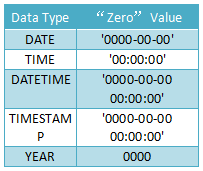 Data Type “Zero” Value
DATE '0000-00-00'
TIME '00:00:00'
DATETIME '0000-00-00
00:00:00'
TIMESTAM '0000-00-00
P 00:00:00'
YEAR 0000